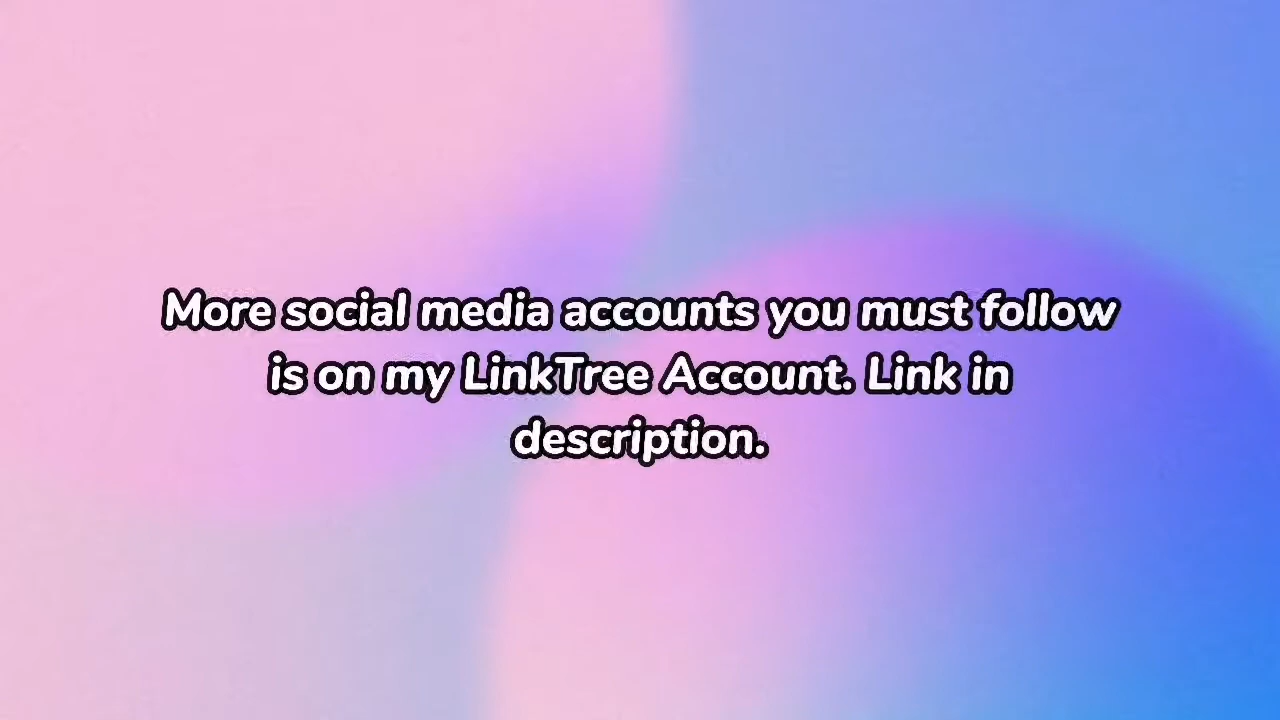 More social media accounts you must follow
is on my LinkTree Account. Link in
description.